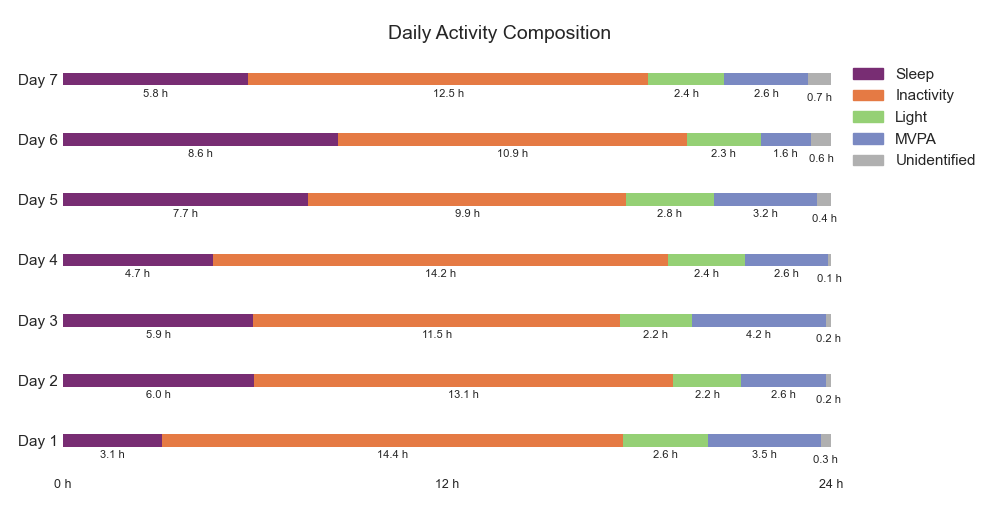 Daily Activity Composition
Day 7
5.8 h 12.5 h 2.4 h 2.6 h 0.7 h
Day 6
8.6 h 10.9 h 2.3 h 1.6 h 0.6 h
Day 5
7.7 h 9.9 h 2.8 h 3.2 h 0.4 h
Day 4
4.7 h 14.2 h 2.4 h 2.6 h 0.1 h
Day 3
5.9 h 11.5 h 2.2 h 4.2 h 0.2 h
Day 2
6.0 h 13.1 h 2.2 h 2.6 h 0.2 h
Day 1
3.1 h 14.4 h 2.6 h 3.5 h 0.3 h
0 h 12 h 24 h
Sleep
Inactivity
Light
MVPA
Unidentified